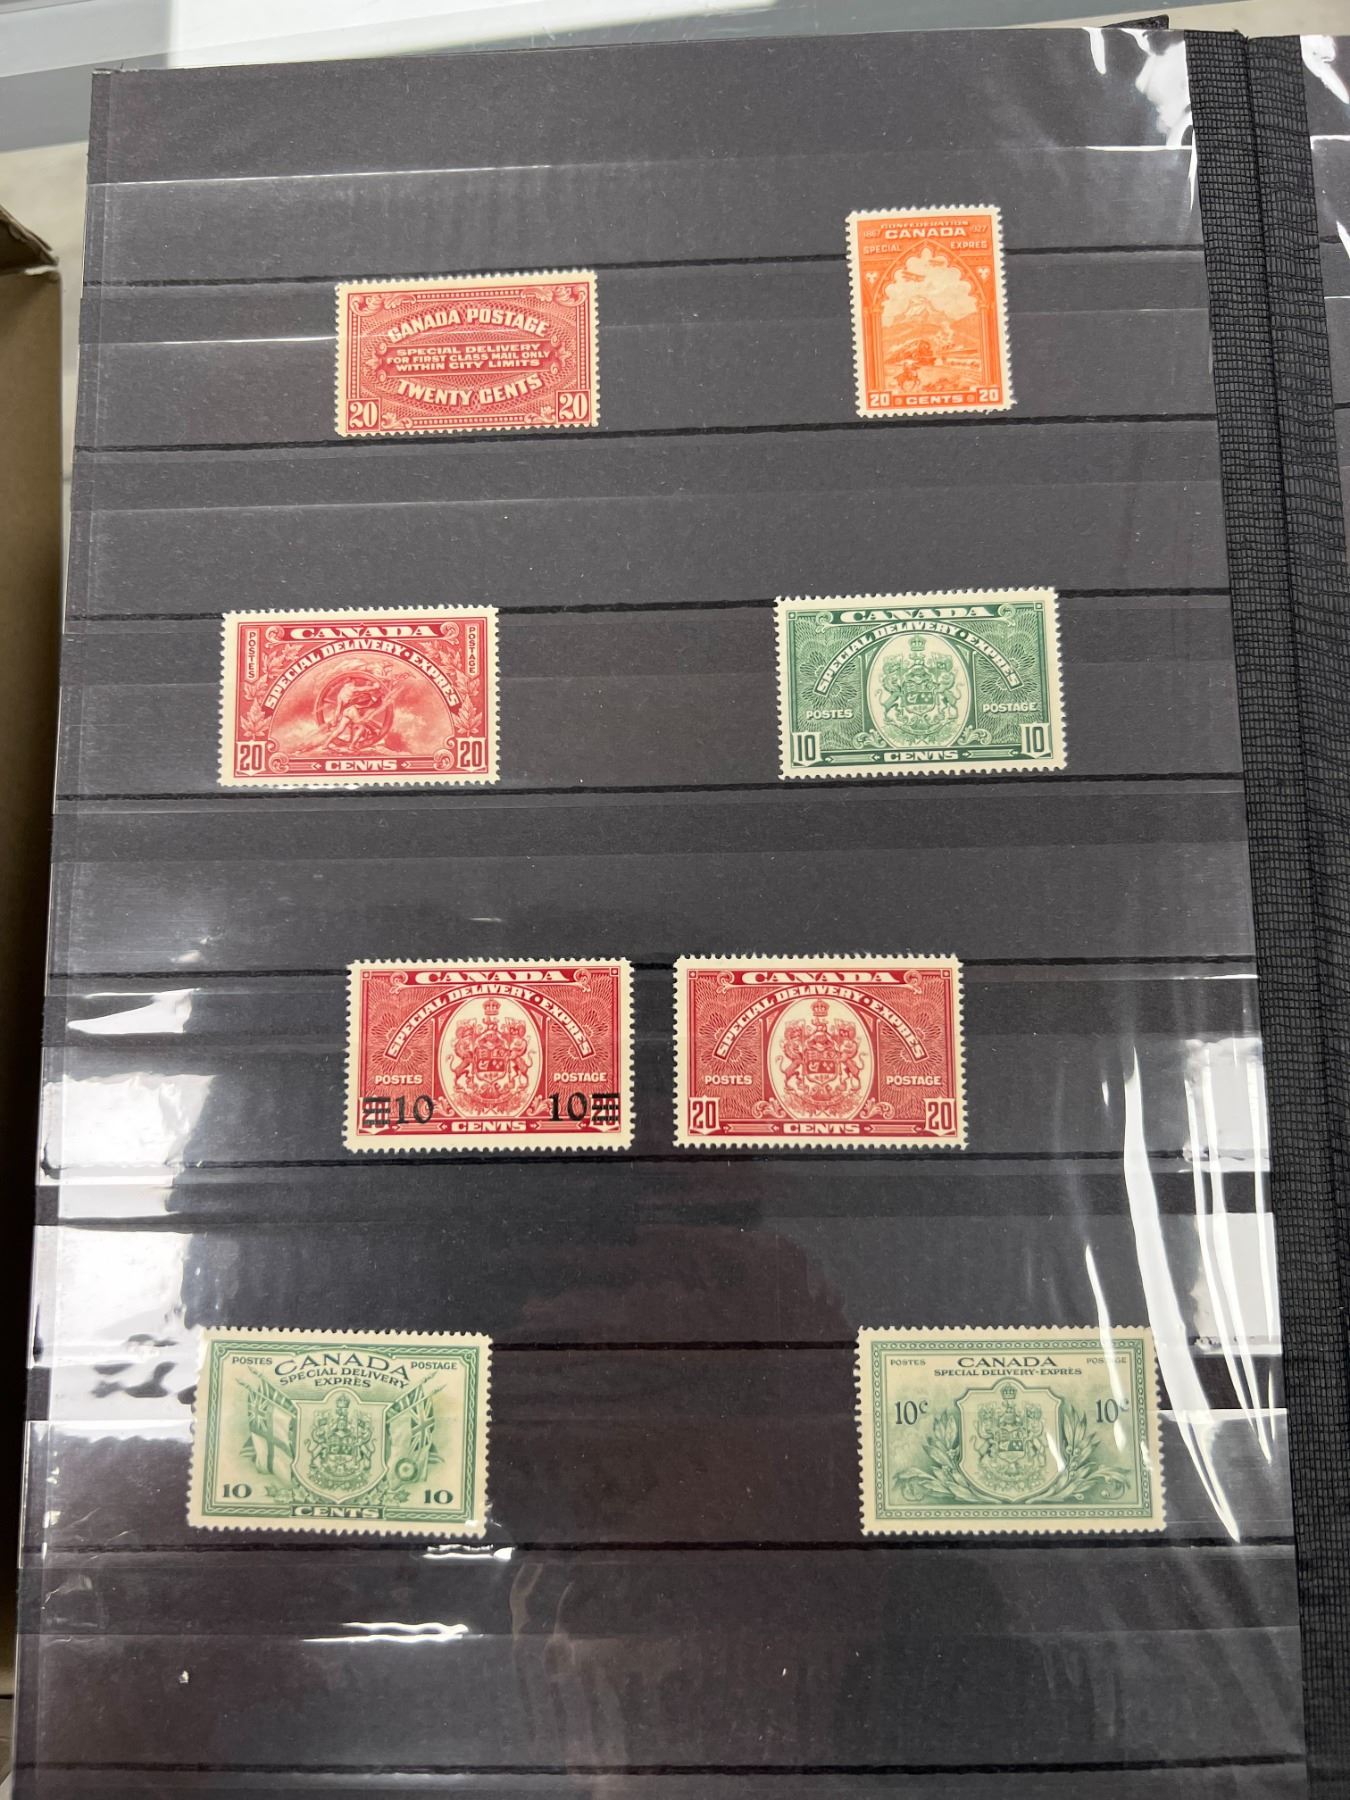 CANADA POSTAGE
SPECIAL DELIVERY
FOR FIRST CLASS MAIL ONLY
WITHIN CITY LIMITS
TWENTY CENTS
20 20
CONFEDERATION
1867 CANADA 1927
SPECIAL EXPRES
20 CENTS 20
CANADA
POSTES SPECIAL DELIVERY·EXPRES POSTAGE
20 CENTS 20
CANADA
SPECIAL DELIVERY·EXPRES
POSTES POSTAGE
10 CENTS 10
CANADA
SPECIAL DELIVERY·EXPRES
POSTES POSTAGE
20 10 10 20
CENTS
CANADA
SPECIAL DELIVERY·EXPRES
POSTES POSTAGE
20 CENTS 20
POSTES CANADA POSTAGE
SPECIAL DELIVERY
EXPRÈS
10 10
CENTS
POSTES CANADA POSTAGE
SPECIAL DELIVERY-EXPRÈS
10c 10c